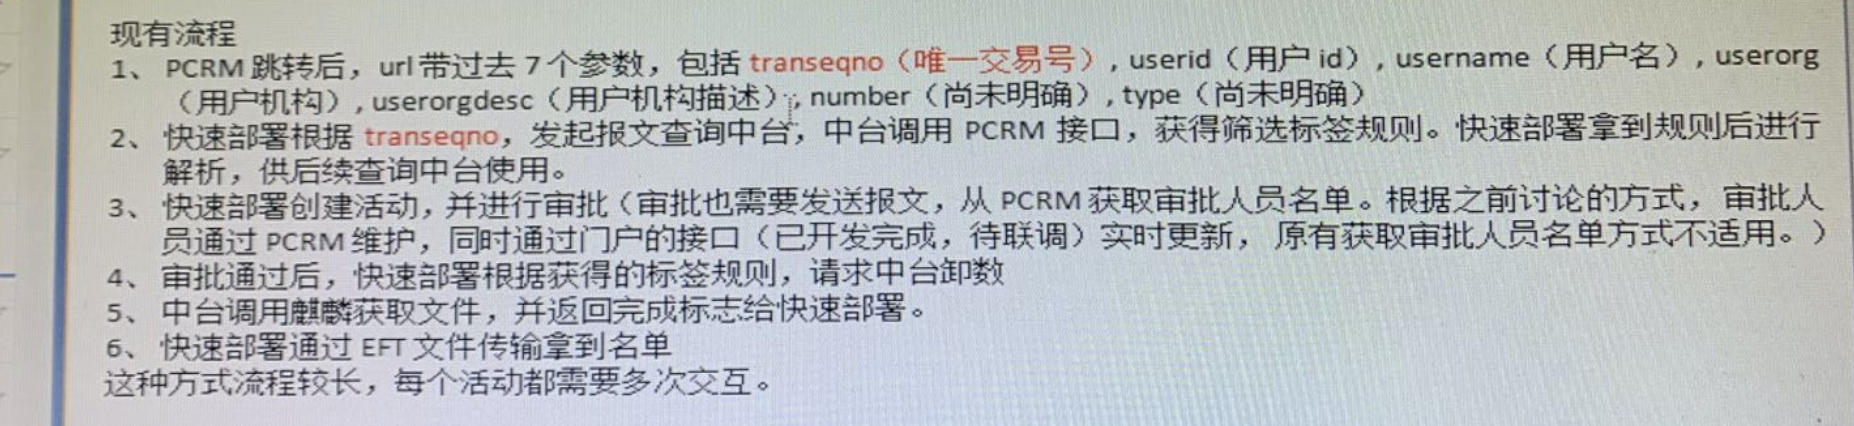 现有流程
1、 PCRM 跳转后，url 带过去 7 个参数，包括 transeqno（唯一交易号）, userid（用户 id）, username（用户名）, userorg
（用户机构）, userorgdesc（用户机构描述）, number（尚未明确）, type（尚未明确）
2、 快速部署根据 transeqno，发起报文查询中台，中台调用 PCRM 接口，获得筛选标签规则。快速部署拿到规则后进行
解析，供后续查询中台使用。
3、 快速部署创建活动，并进行审批（审批也需要发送报文，从 PCRM 获取审批人员名单。根据之前讨论的方式，审批人
员通过 PCRM 维护，同时通过门户的接口（已开发完成，待联调）实时更新， 原有获取审批人员名单方式不适用。）
4、 审批通过后，快速部署根据获得的标签规则，请求中台卸数
5、 中台调用麒麟获取文件，并返回完成标志给快速部署。
6、 快速部署通过 EFT 文件传输拿到名单
这种方式流程较长，每个活动都需要多次交互。